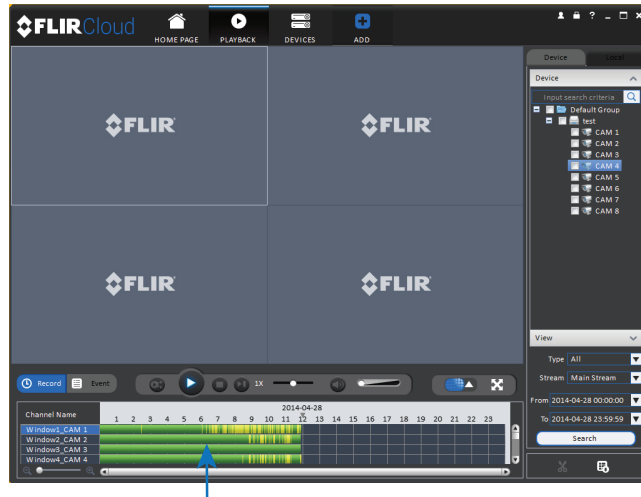 FLIRCloud
HOME PAGE
PLAYBACK
DEVICES
ADD
?
Device
Local
Device
Input search criteria
Default Group
test
CAM 1
CAM 2
CAM 3
CAM 4
CAM 5
CAM 6
CAM 7
CAM 8
FLIR
FLIR
FLIR
FLIR
View
Type All
Stream Main Stream
From 2014-04-28 00:00:00
To 2014-04-28 23:59:59
Search
Record
Event
1X
2014-04-28
Channel Name
1 2 3 4 5 6 7 8 9 10 11 12 13 14 15 16 17 18 19 20 21 22 23
Window1_CAM 1
Window2_CAM 2
Window3_CAM 3
Window4_CAM 4